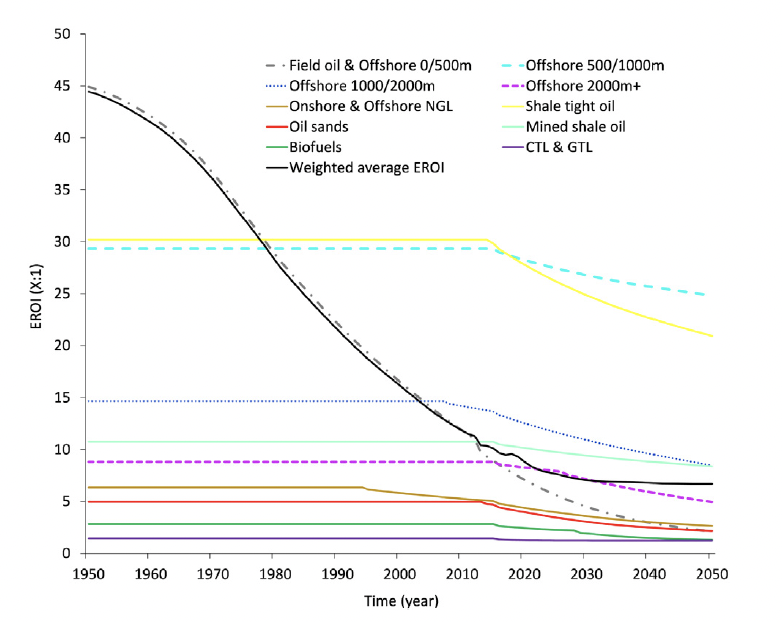 50
45
40
35
30
25
20
15
10
5
0
EROI (X:1)
Field oil & Offshore 0/500m
Offshore 500/1000m
Offshore 1000/2000m
Offshore 2000m+
Onshore & Offshore NGL
Shale tight oil
Oil sands
Mined shale oil
Biofuels
CTL & GTL
Weighted average EROI
1950 1960 1970 1980 1990 2000 2010 2020 2030 2040 2050
Time (year)